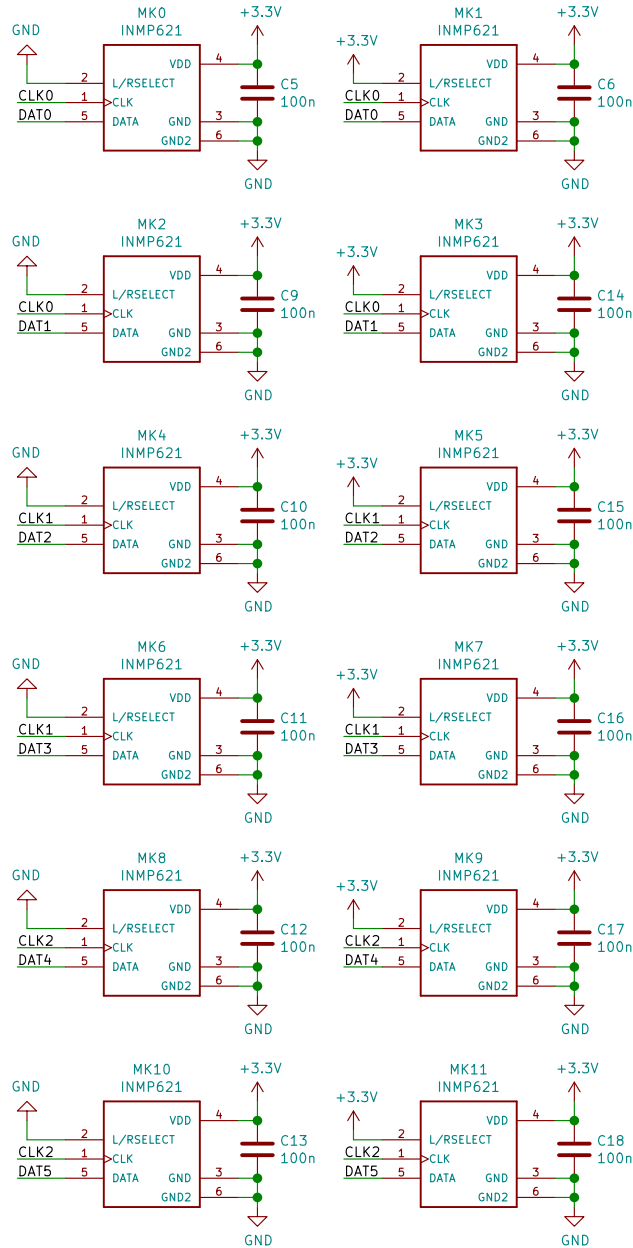 MK0
INMP621
GND
+3.3V
2 L/RSELECT
VDD 4
CLK0 1 CLK
DAT0 5 DATA
GND 3
GND2 6
C5
100n
GND
MK1
INMP621
+3.3V
+3.3V
2 L/RSELECT
VDD 4
CLK0 1 CLK
DAT0 5 DATA
GND 3
GND2 6
C6
100n
GND
MK2
INMP621
GND
+3.3V
2 L/RSELECT
VDD 4
CLK0 1 CLK
DAT1 5 DATA
GND 3
GND2 6
C9
100n
GND
MK3
INMP621
+3.3V
+3.3V
2 L/RSELECT
VDD 4
CLK0 1 CLK
DAT1 5 DATA
GND 3
GND2 6
C14
100n
GND
MK4
INMP621
GND
+3.3V
2 L/RSELECT
VDD 4
CLK1 1 CLK
DAT2 5 DATA
GND 3
GND2 6
C10
100n
GND
MK5
INMP621
+3.3V
+3.3V
2 L/RSELECT
VDD 4
CLK1 1 CLK
DAT2 5 DATA
GND 3
GND2 6
C15
100n
GND
MK6
INMP621
GND
+3.3V
2 L/RSELECT
VDD 4
CLK1 1 CLK
DAT3 5 DATA
GND 3
GND2 6
C11
100n
GND
MK7
INMP621
+3.3V
+3.3V
2 L/RSELECT
VDD 4
CLK1 1 CLK
DAT3 5 DATA
GND 3
GND2 6
C16
100n
GND
MK8
INMP621
GND
+3.3V
2 L/RSELECT
VDD 4
CLK2 1 CLK
DAT4 5 DATA
GND 3
GND2 6
C12
100n
GND
MK9
INMP621
+3.3V
+3.3V
2 L/RSELECT
VDD 4
CLK2 1 CLK
DAT4 5 DATA
GND 3
GND2 6
C17
100n
GND
MK10
INMP621
GND
+3.3V
2 L/RSELECT
VDD 4
CLK2 1 CLK
DAT5 5 DATA
GND 3
GND2 6
C13
100n
GND
MK11
INMP621
+3.3V
+3.3V
2 L/RSELECT
VDD 4
CLK2 1 CLK
DAT5 5 DATA
GND 3
GND2 6
C18
100n
GND